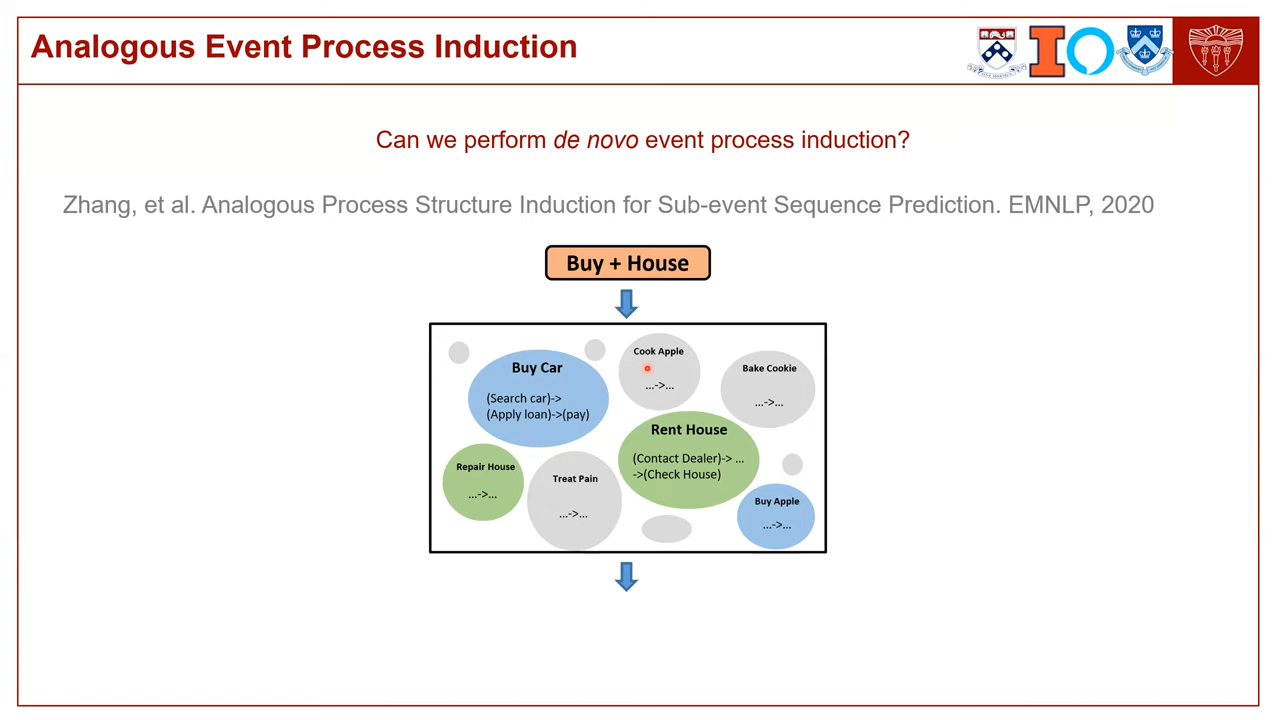 Analogous Event Process Induction
Can we perform de novo event process induction?
Zhang, et al. Analogous Process Structure Induction for Sub-event Sequence Prediction. EMNLP, 2020
Buy + House
Cook Apple
...->...
Buy Car
(Search car)->
(Apply loan)->(pay)
Bake Cookie
...->...
Rent House
(Contact Dealer)-> ...
->(Check House)
Repair House
...->...
Treat Pain
...->...
Buy Apple
...->...